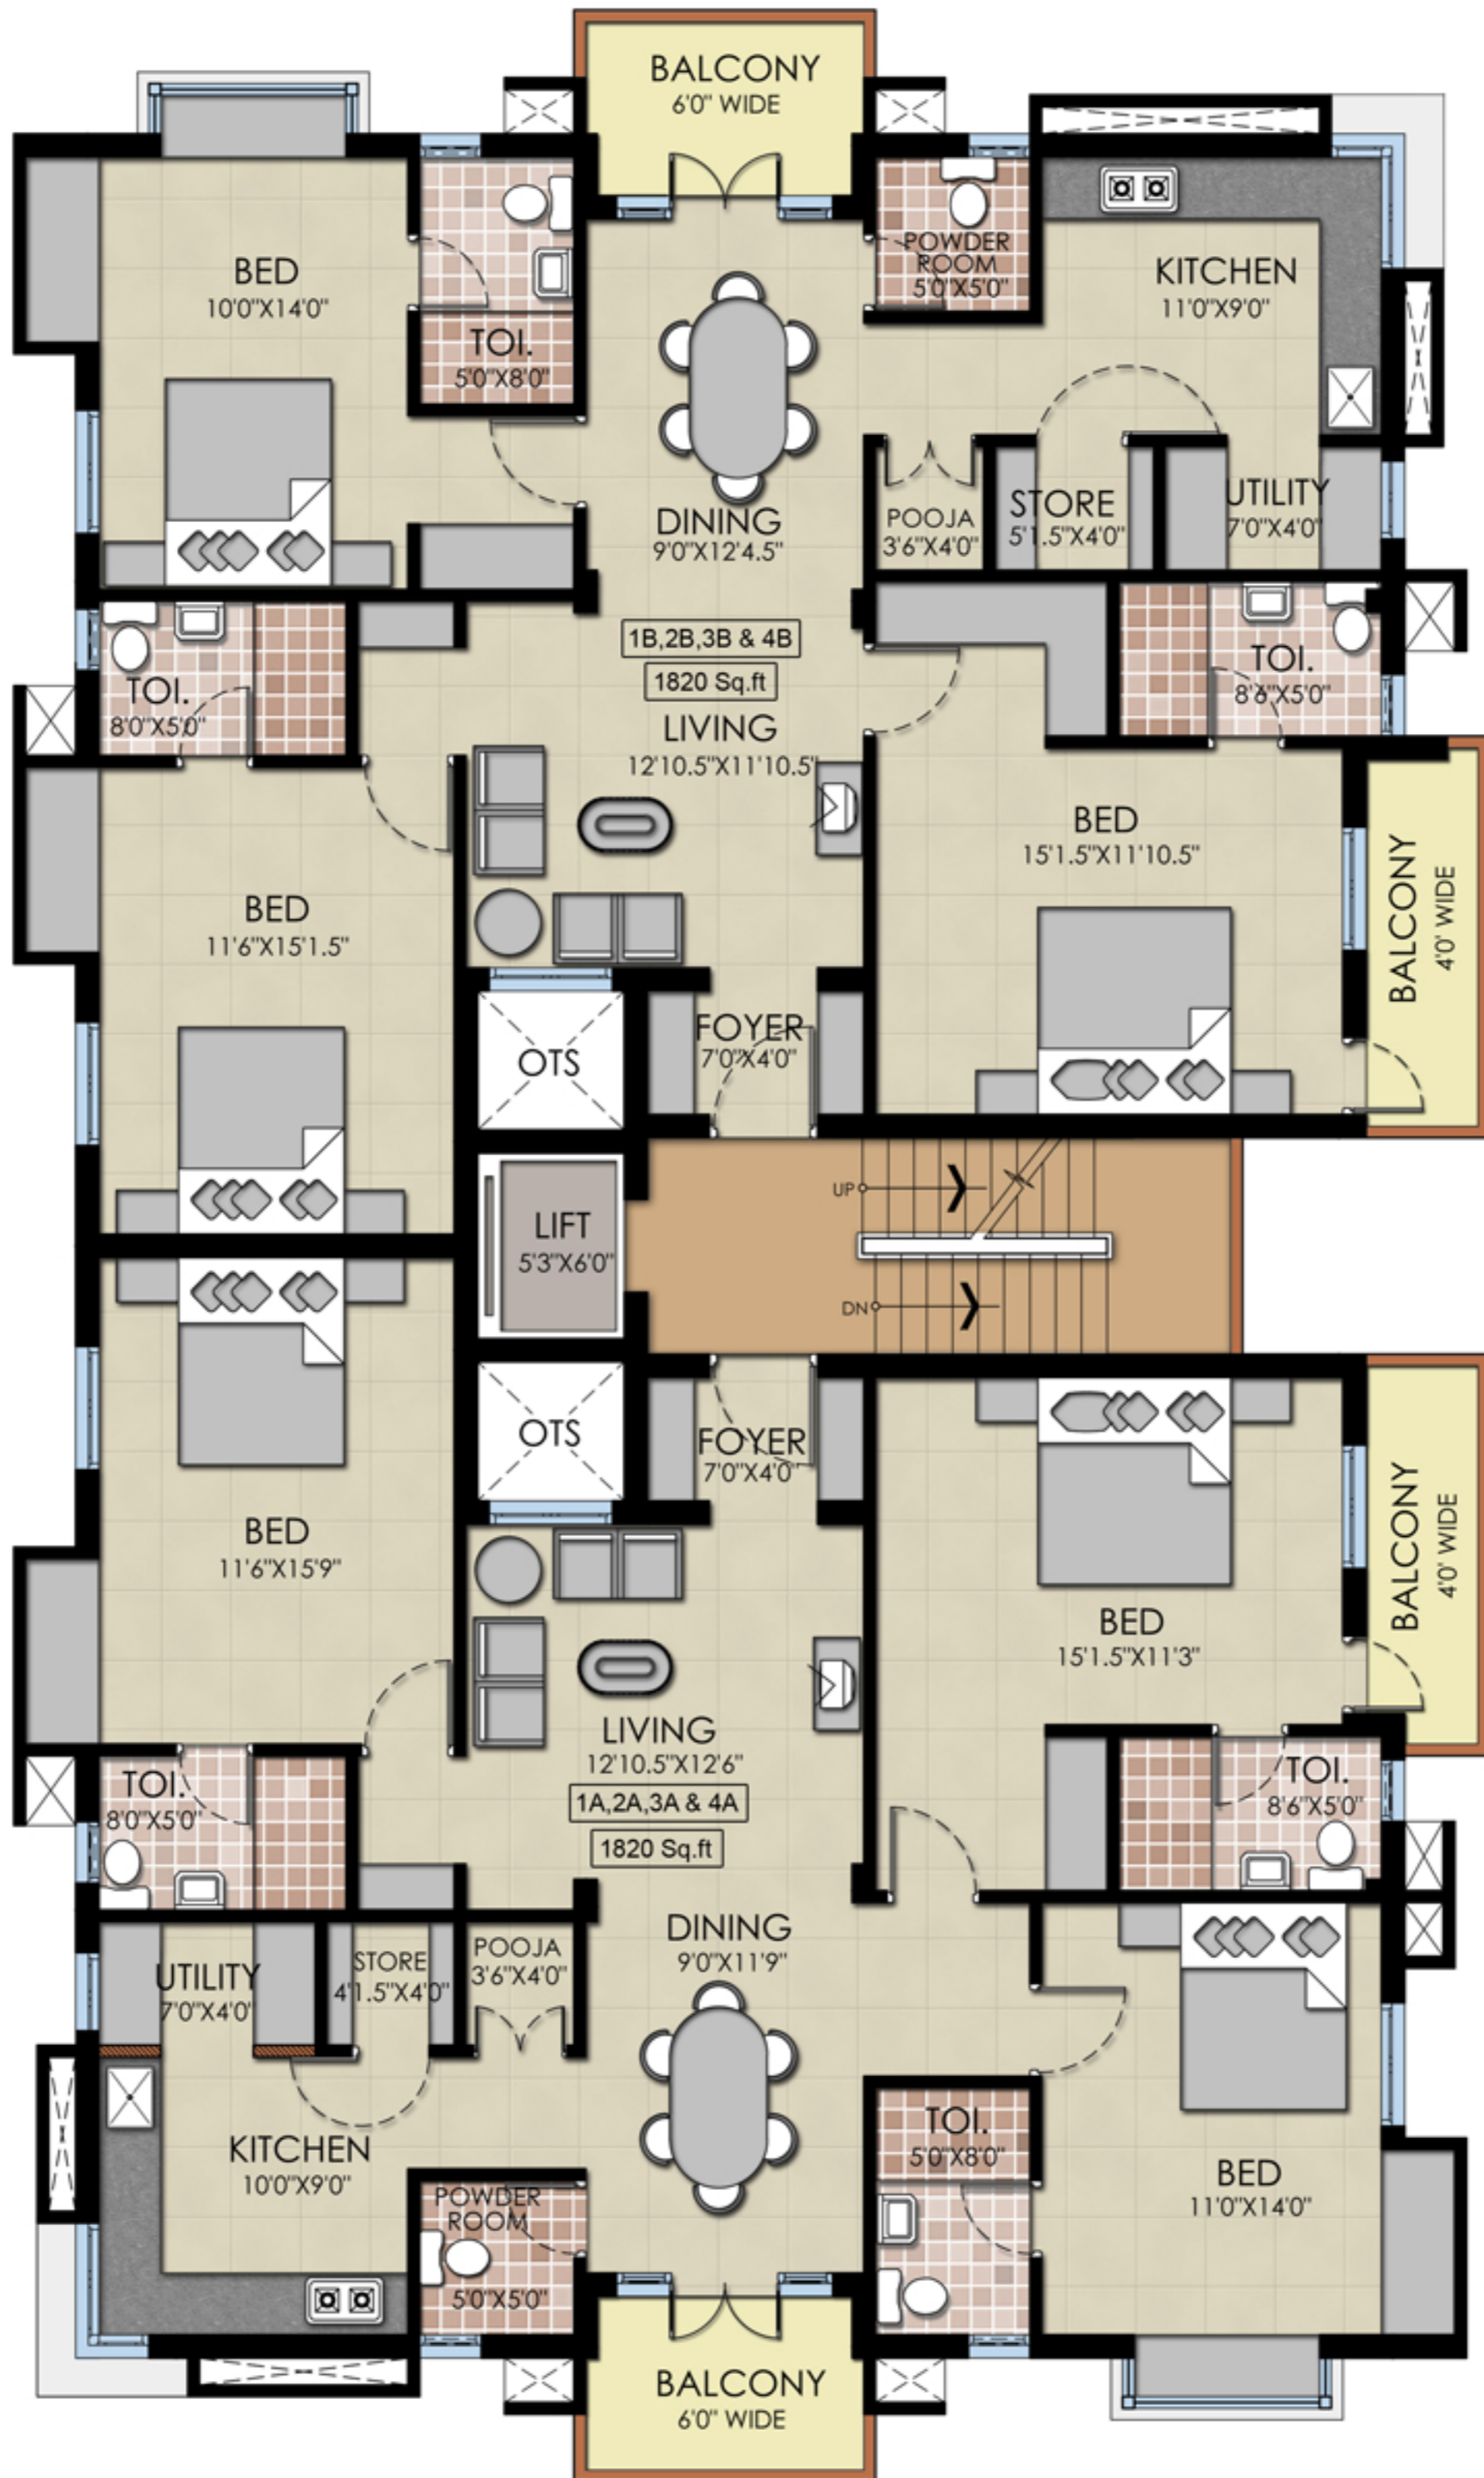 BALCONY
6'0" WIDE
BED
10'0"X14'0"
TOI.
5'0"X8'0"
POWDER
ROOM
5'0"X5'0"
KITCHEN
11'0"X9'0"
DINING
9'0"X12'4.5"
POOJA
3'6"X4'0"
STORE
5'1.5"X4'0"
UTILITY
7'0"X4'0"
1B,2B,3B & 4B
1820 Sq.ft
TOI.
8'0"X5'0"
LIVING
12'10.5"X11'10.5"
TOI.
8'6"X5'0"
BED
15'1.5"X11'10.5"
BALCONY
4'0' WIDE
BED
11'6"X15'1.5"
OTS
FOYER
7'0"X4'0"
LIFT
5'3"X6'0"
UP
DN
OTS
FOYER
7'0"X4'0"
BED
11'6"X15'9"
BED
15'1.5"X11'3"
BALCONY
4'0' WIDE
LIVING
12'10.5"X12'6"
1A,2A,3A & 4A
1820 Sq.ft
TOI.
8'0"X5'0"
TOI.
8'6"X5'0"
UTILITY
7'0"X4'0"
STORE
4'1.5"X4'0"
POOJA
3'6"X4'0"
DINING
9'0"X11'9"
KITCHEN
10'0"X9'0"
POWDER
ROOM
5'0"X5'0"
TOI.
5'0"X8'0"
BED
11'0"X14'0"
BALCONY
6'0" WIDE